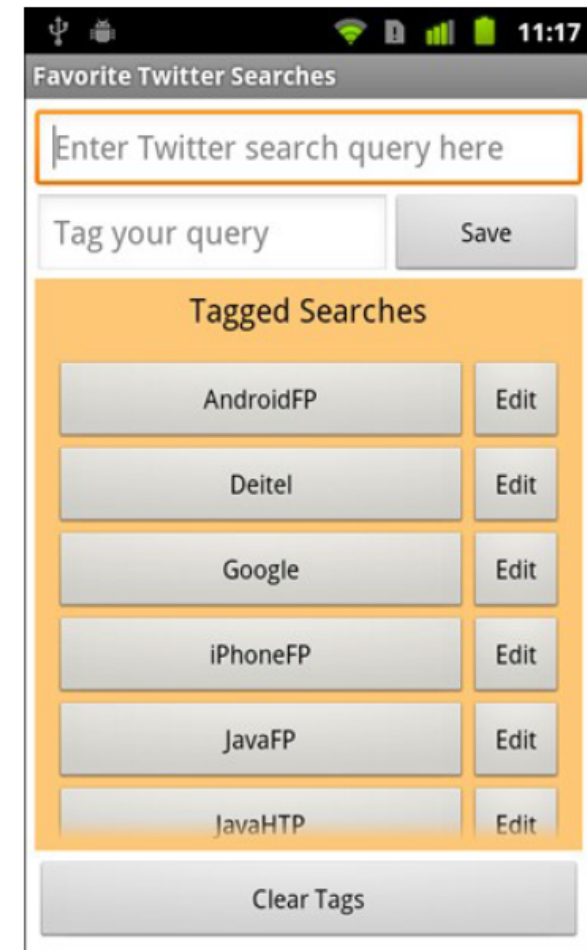 11:17
Favorite Twitter Searches
Enter Twitter search query here
Tag your query Save
Tagged Searches
AndroidFP Edit
Deitel Edit
Google Edit
iPhoneFP Edit
JavaFP Edit
JavaHTP Edit
Clear Tags